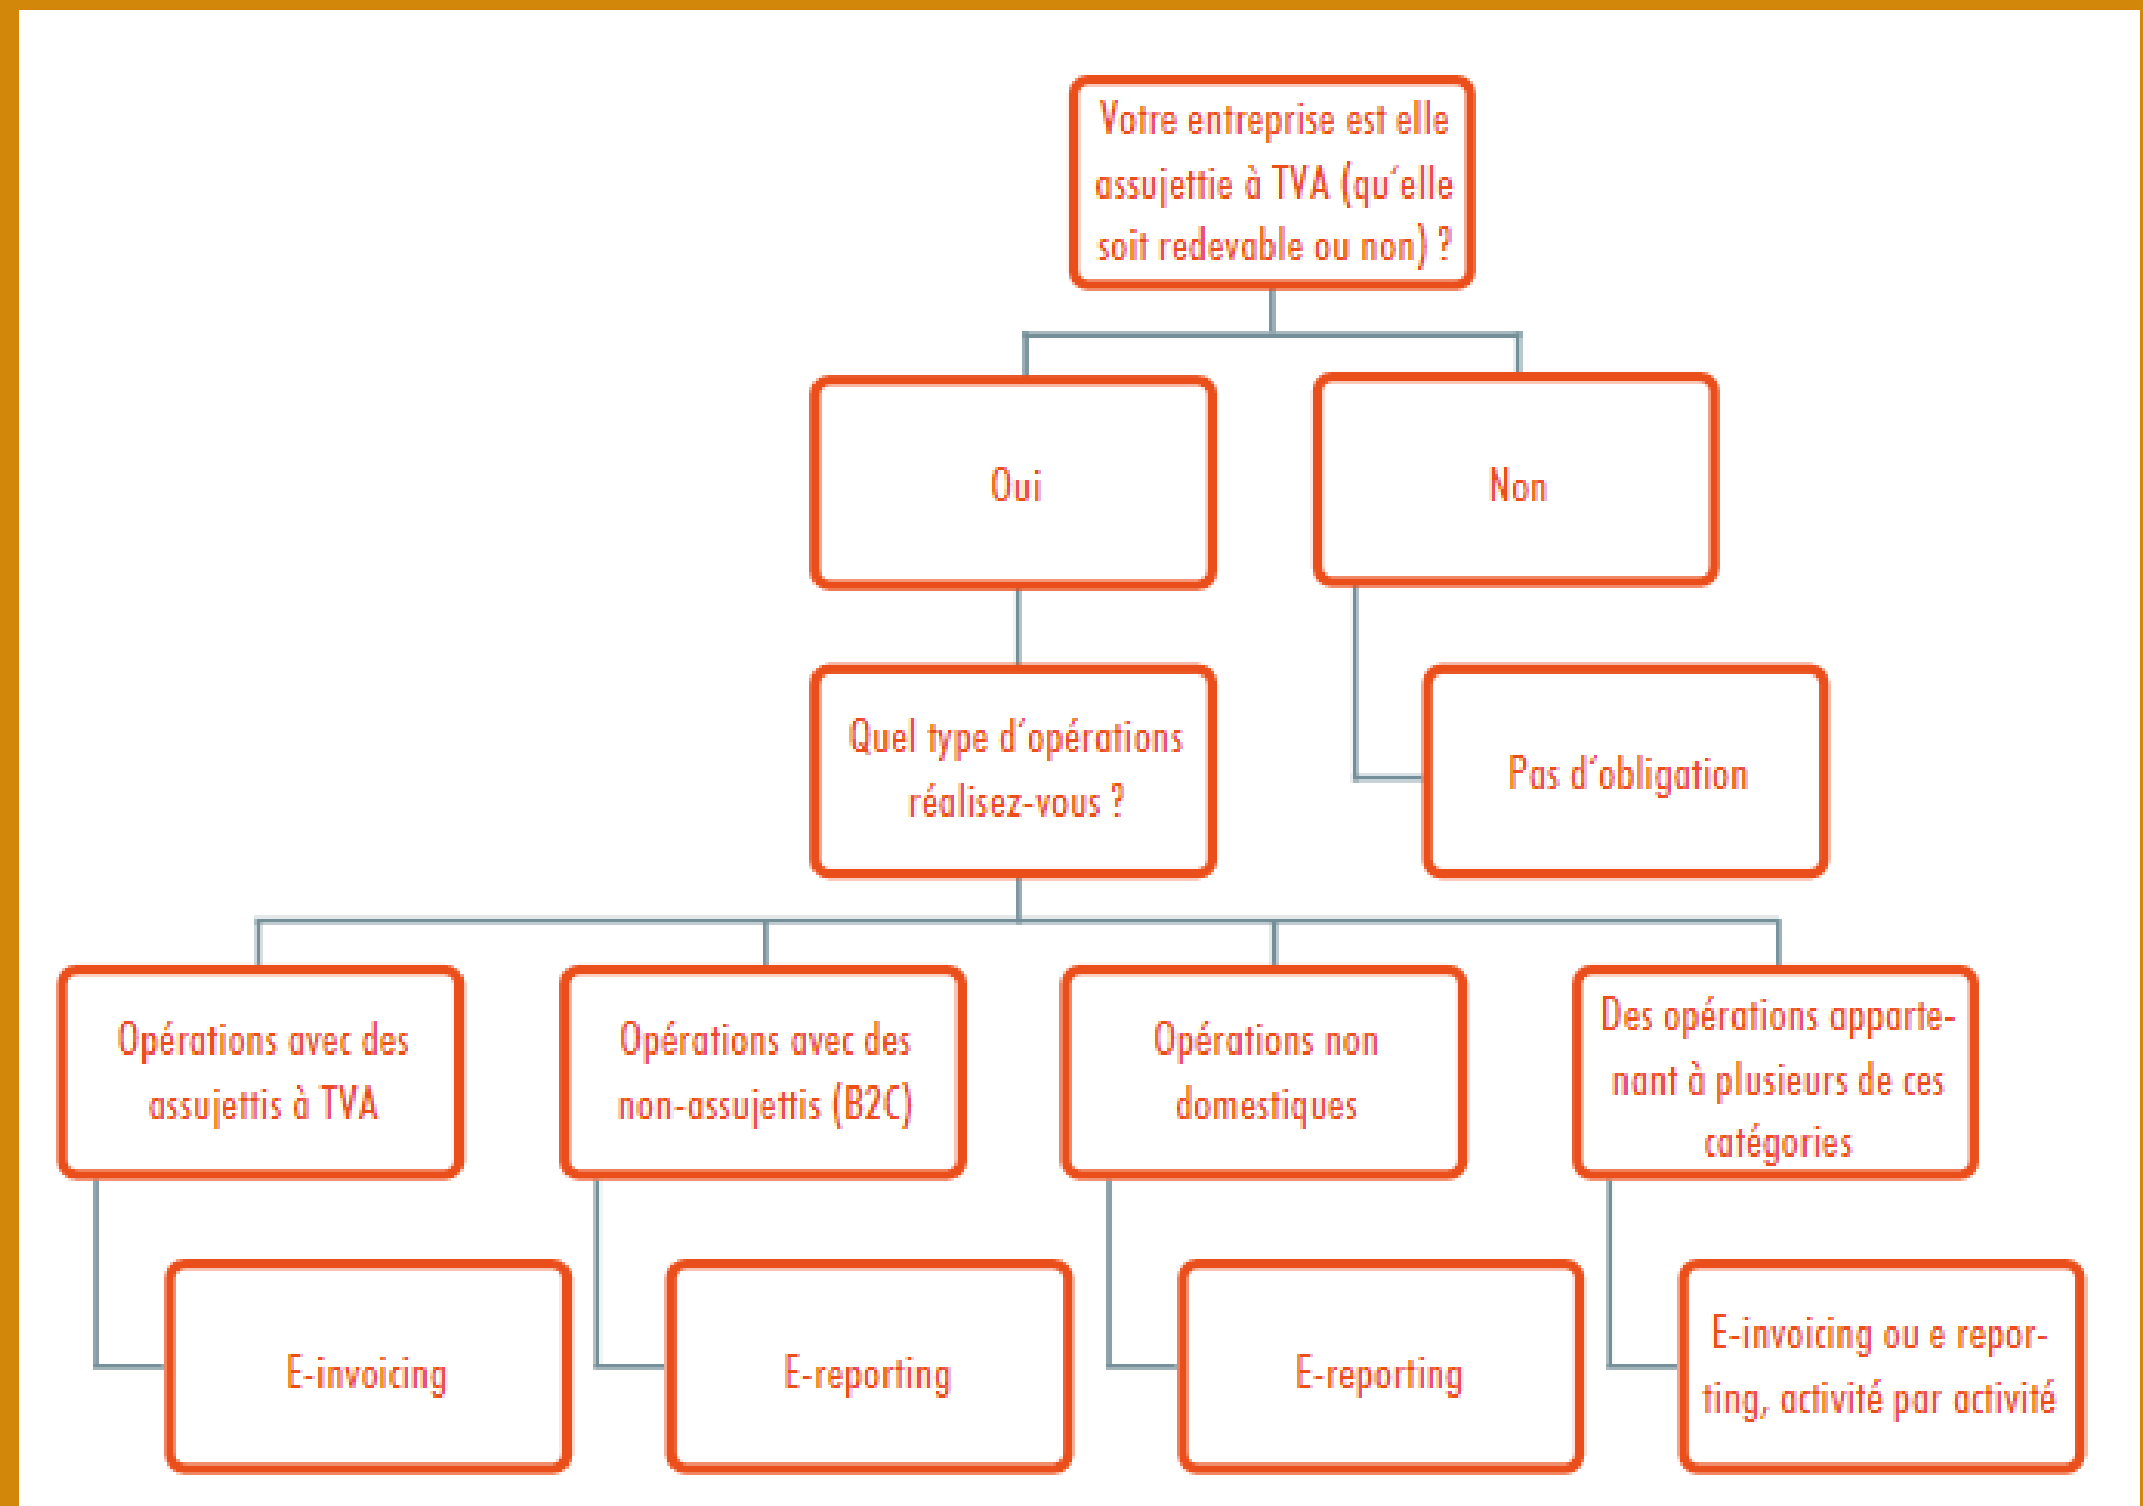 Votre entreprise est elle
assujettie à TVA (qu'elle
soit redevable ou non) ?
Oui
Non
Quel type d'opérations
réalisez-vous ?
Pas d'obligation
Opérations avec des
assujettis à TVA
Opérations avec des
non-assujettis (B2C)
Opérations non
domestiques
Des opérations apparte-
nant à plusieurs de ces
catégories
E-invoicing
E-reporting
E-reporting
E-invoicing ou e repor-
ting, activité par activité